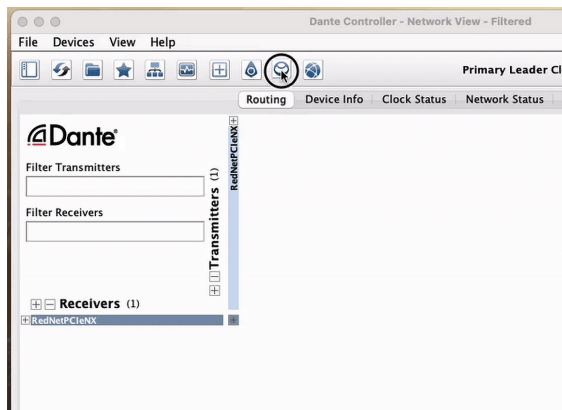 Dante Controller - Network View - Filtered
File Devices View Help
Primary Leader Cl
Routing Device Info Clock Status Network Status
Dante
Filter Transmitters
Filter Receivers
Transmitters (1)
RedNetPCIeNX
Receivers (1)
RedNetPCIeNX